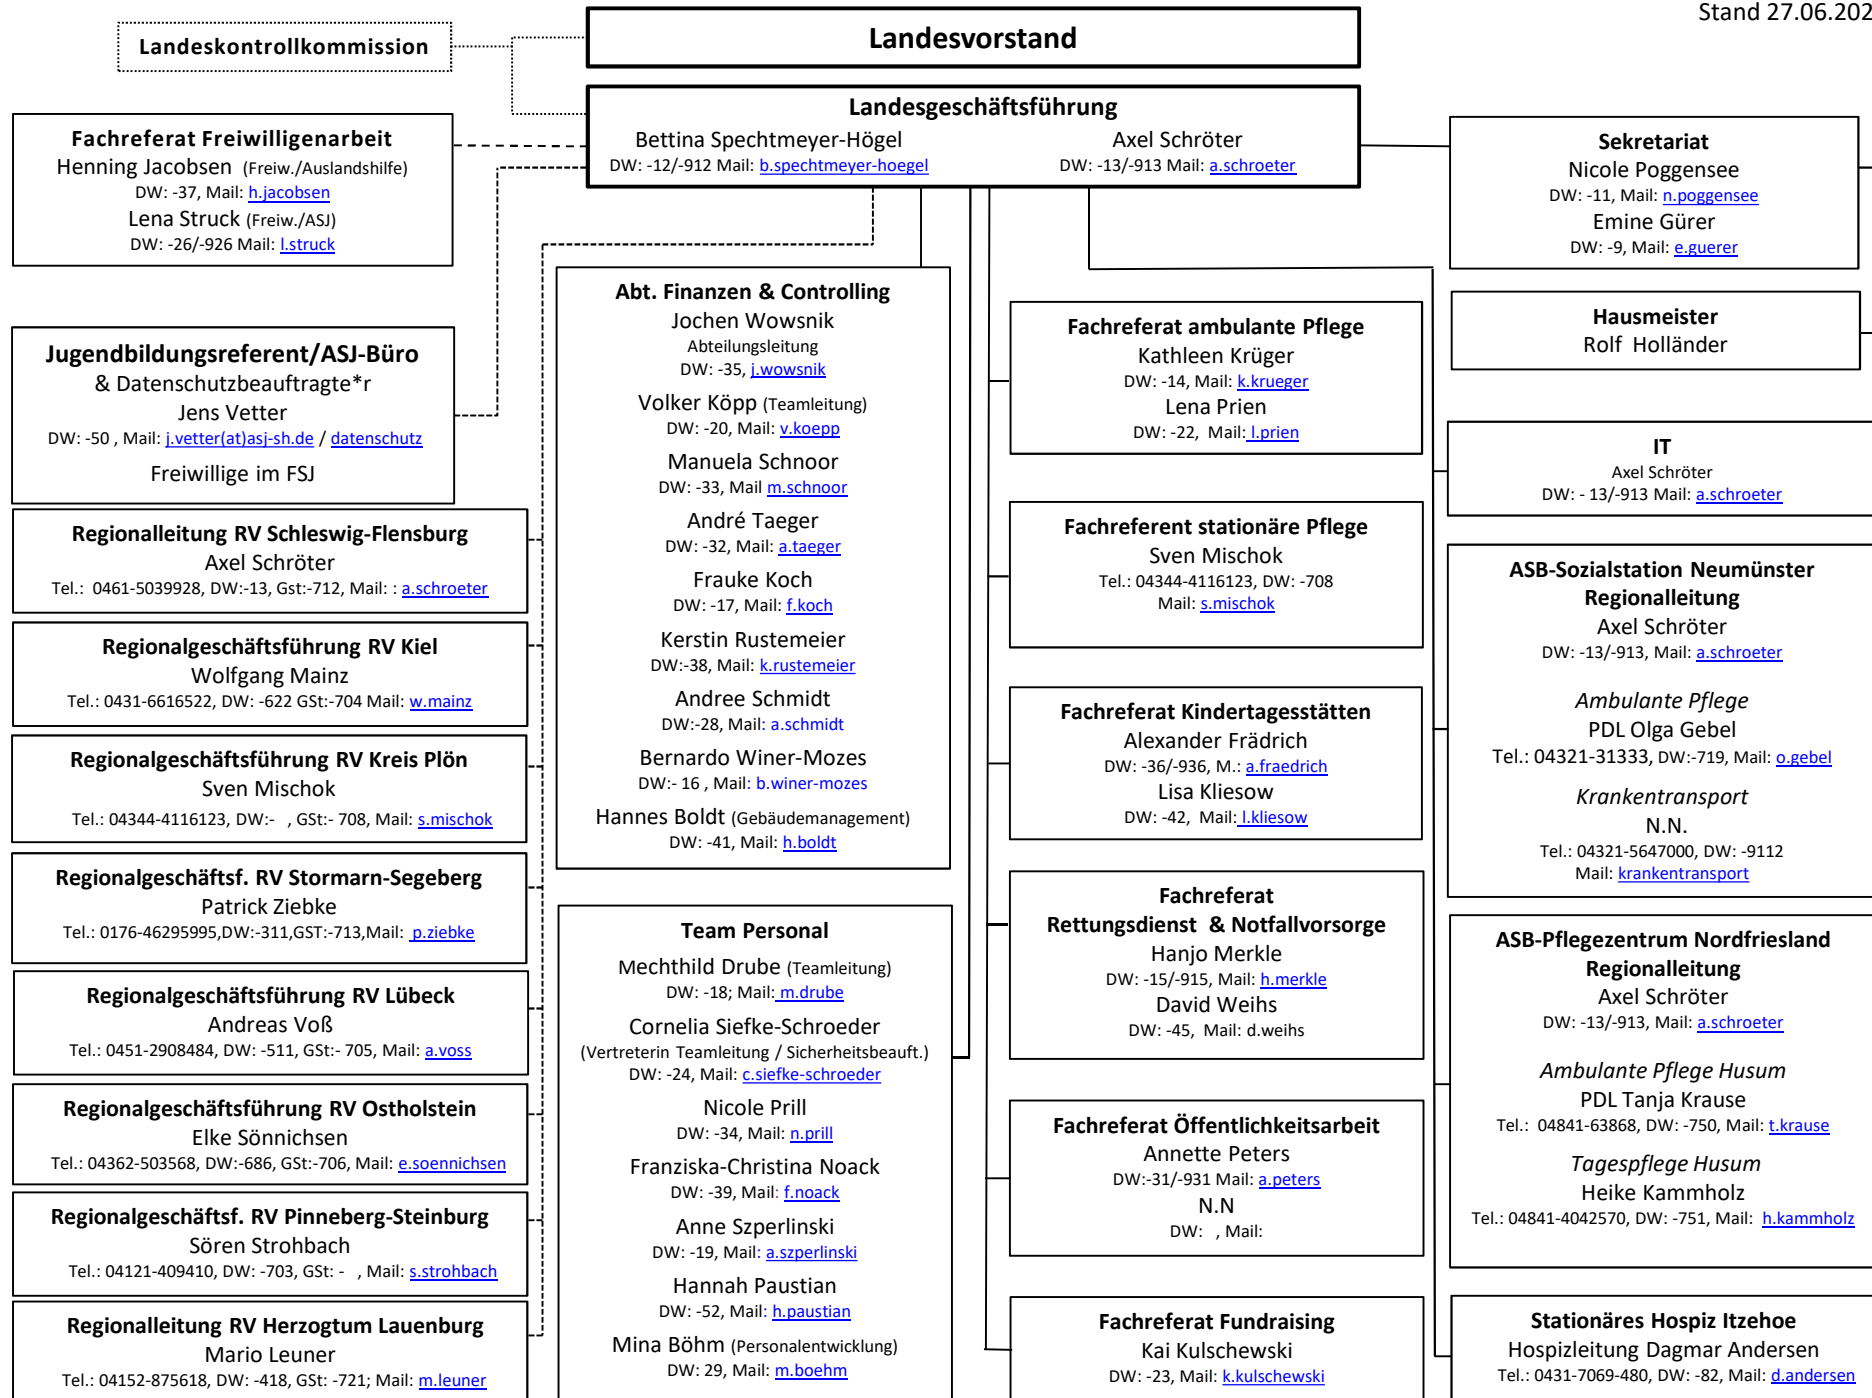 Stand 27.06.202
Landeskontrollkommission
Landesvorstand
Landesgeschäftsführung
Bettina Spechtmeyer-Högel
DW: -12/-912 Mail: b.spechtmeyer-hoegel
Axel Schröter
DW: -13/-913 Mail: a.schroeter
Fachreferat Freiwilligenarbeit
Henning Jacobsen (Freiw./Auslandshilfe)
DW: -37, Mail: h.jacobsen
Lena Struck (Freiw./ASJ)
DW: -26/-926 Mail: l.struck
Jugendbildungsreferent/ASJ-Büro
& Datenschutzbeauftragte*r
Jens Vetter
DW: -50 , Mail: j.vetter(at)asj-sh.de / datenschutz
Freiwillige im FSJ
Regionalleitung RV Schleswig-Flensburg
Axel Schröter
Tel.: 0461-5039928, DW:-13, Gst:-712, Mail: : a.schroeter
Regionalgeschäftsführung RV Kiel
Wolfgang Mainz
Tel.: 0431-6616522, DW: -622 GSt:-704 Mail: w.mainz
Regionalgeschäftsführung RV Kreis Plön
Sven Mischok
Tel.: 04344-4116123, DW:- , GSt:- 708, Mail: s.mischok
Regionalgeschäftsf. RV Stormarn-Segeberg
Patrick Ziebke
Tel.: 0176-46295995,DW:-311,GST:-713,Mail: p.ziebke
Regionalgeschäftsführung RV Lübeck
Andreas Voß
Tel.: 0451-2908484, DW: -511, GSt:- 705, Mail: a.voss
Regionalgeschäftsführung RV Ostholstein
Elke Sönnichsen
Tel.: 04362-503568, DW:-686, GSt:-706, Mail: e.soennichsen
Regionalgeschäftsf. RV Pinneberg-Steinburg
Sören Strohbach
Tel.: 04121-409410, DW: -703, GSt: - , Mail: s.strohbach
Regionalleitung RV Herzogtum Lauenburg
Mario Leuner
Tel.: 04152-875618, DW: -418, GSt: -721; Mail: m.leuner
Abt. Finanzen & Controlling
Jochen Wowsnik
Abteilungsleitung
DW: -35, j.wowsnik
Volker Köpp (Teamleitung)
DW: -20, Mail: v.koepp
Manuela Schnoor
DW: -33, Mail m.schnoor
André Taeger
DW: -32, Mail: a.taeger
Frauke Koch
DW: -17, Mail: f.koch
Kerstin Rustemeier
DW:-38, Mail: k.rustemeier
Andree Schmidt
DW:-28, Mail: a.schmidt
Bernardo Winer-Mozes
DW:- 16 , Mail: b.winer-mozes
Hannes Boldt (Gebäudemanagement)
DW: -41, Mail: h.boldt
Team Personal
Mechthild Drube (Teamleitung)
DW: -18; Mail: m.drube
Cornelia Siefke-Schroeder
(Vertreterin Teamleitung / Sicherheitsbeauft.)
DW: -24, Mail: c.siefke-schroeder
Nicole Prill
DW: -34, Mail: n.prill
Franziska-Christina Noack
DW: -39, Mail: f.noack
Anne Szperlinski
DW: -19, Mail: a.szperlinski
Hannah Paustian
DW: -52, Mail: h.paustian
Mina Böhm (Personalentwicklung)
DW: 29, Mail: m.boehm
Fachreferat ambulante Pflege
Kathleen Krüger
DW: -14, Mail: k.krueger
Lena Prien
DW: -22, Mail: l.prien
Fachreferent stationäre Pflege
Sven Mischok
Tel.: 04344-4116123, DW: -708
Mail: s.mischok
Fachreferat Kindertagesstätten
Alexander Frädrich
DW: -36/-936, M.: a.fraedrich
Lisa Kliesow
DW: -42, Mail: l.kliesow
Fachreferat
Rettungsdienst & Notfallvorsorge
Hanjo Merkle
DW: -15/-915, Mail: h.merkle
David Weihs
DW: -45, Mail: d.weihs
Fachreferat Öffentlichkeitsarbeit
Annette Peters
DW:-31/-931 Mail: a.peters
N.N
DW: , Mail:
Fachreferat Fundraising
Kai Kulschewski
DW: -23, Mail: k.kulschewski
Sekretariat
Nicole Poggensee
DW: -11, Mail: n.poggensee
Emine Gürer
DW: -9, Mail: e.guerer
Hausmeister
Rolf Holländer
IT
Axel Schröter
DW: - 13/-913 Mail: a.schroeter
ASB-Sozialstation Neumünster
Regionalleitung
Axel Schröter
DW: -13/-913, Mail: a.schroeter
Ambulante Pflege
PDL Olga Gebel
Tel.: 04321-31333, DW:-719, Mail: o.gebel
Krankentransport
N.N.
Tel.: 04321-5647000, DW: -9112
Mail: krankentransport
ASB-Pflegezentrum Nordfriesland
Regionalleitung
Axel Schröter
DW: -13/-913, Mail: a.schroeter
Ambulante Pflege Husum
PDL Tanja Krause
Tel.: 04841-63868, DW: -750, Mail: t.krause
Tagespflege Husum
Heike Kammholz
Tel.: 04841-4042570, DW: -751, Mail: h.kammholz
Stationäres Hospiz Itzehoe
Hospizleitung Dagmar Andersen
Tel.: 0431-7069-480, DW: -82, Mail: d.andersen